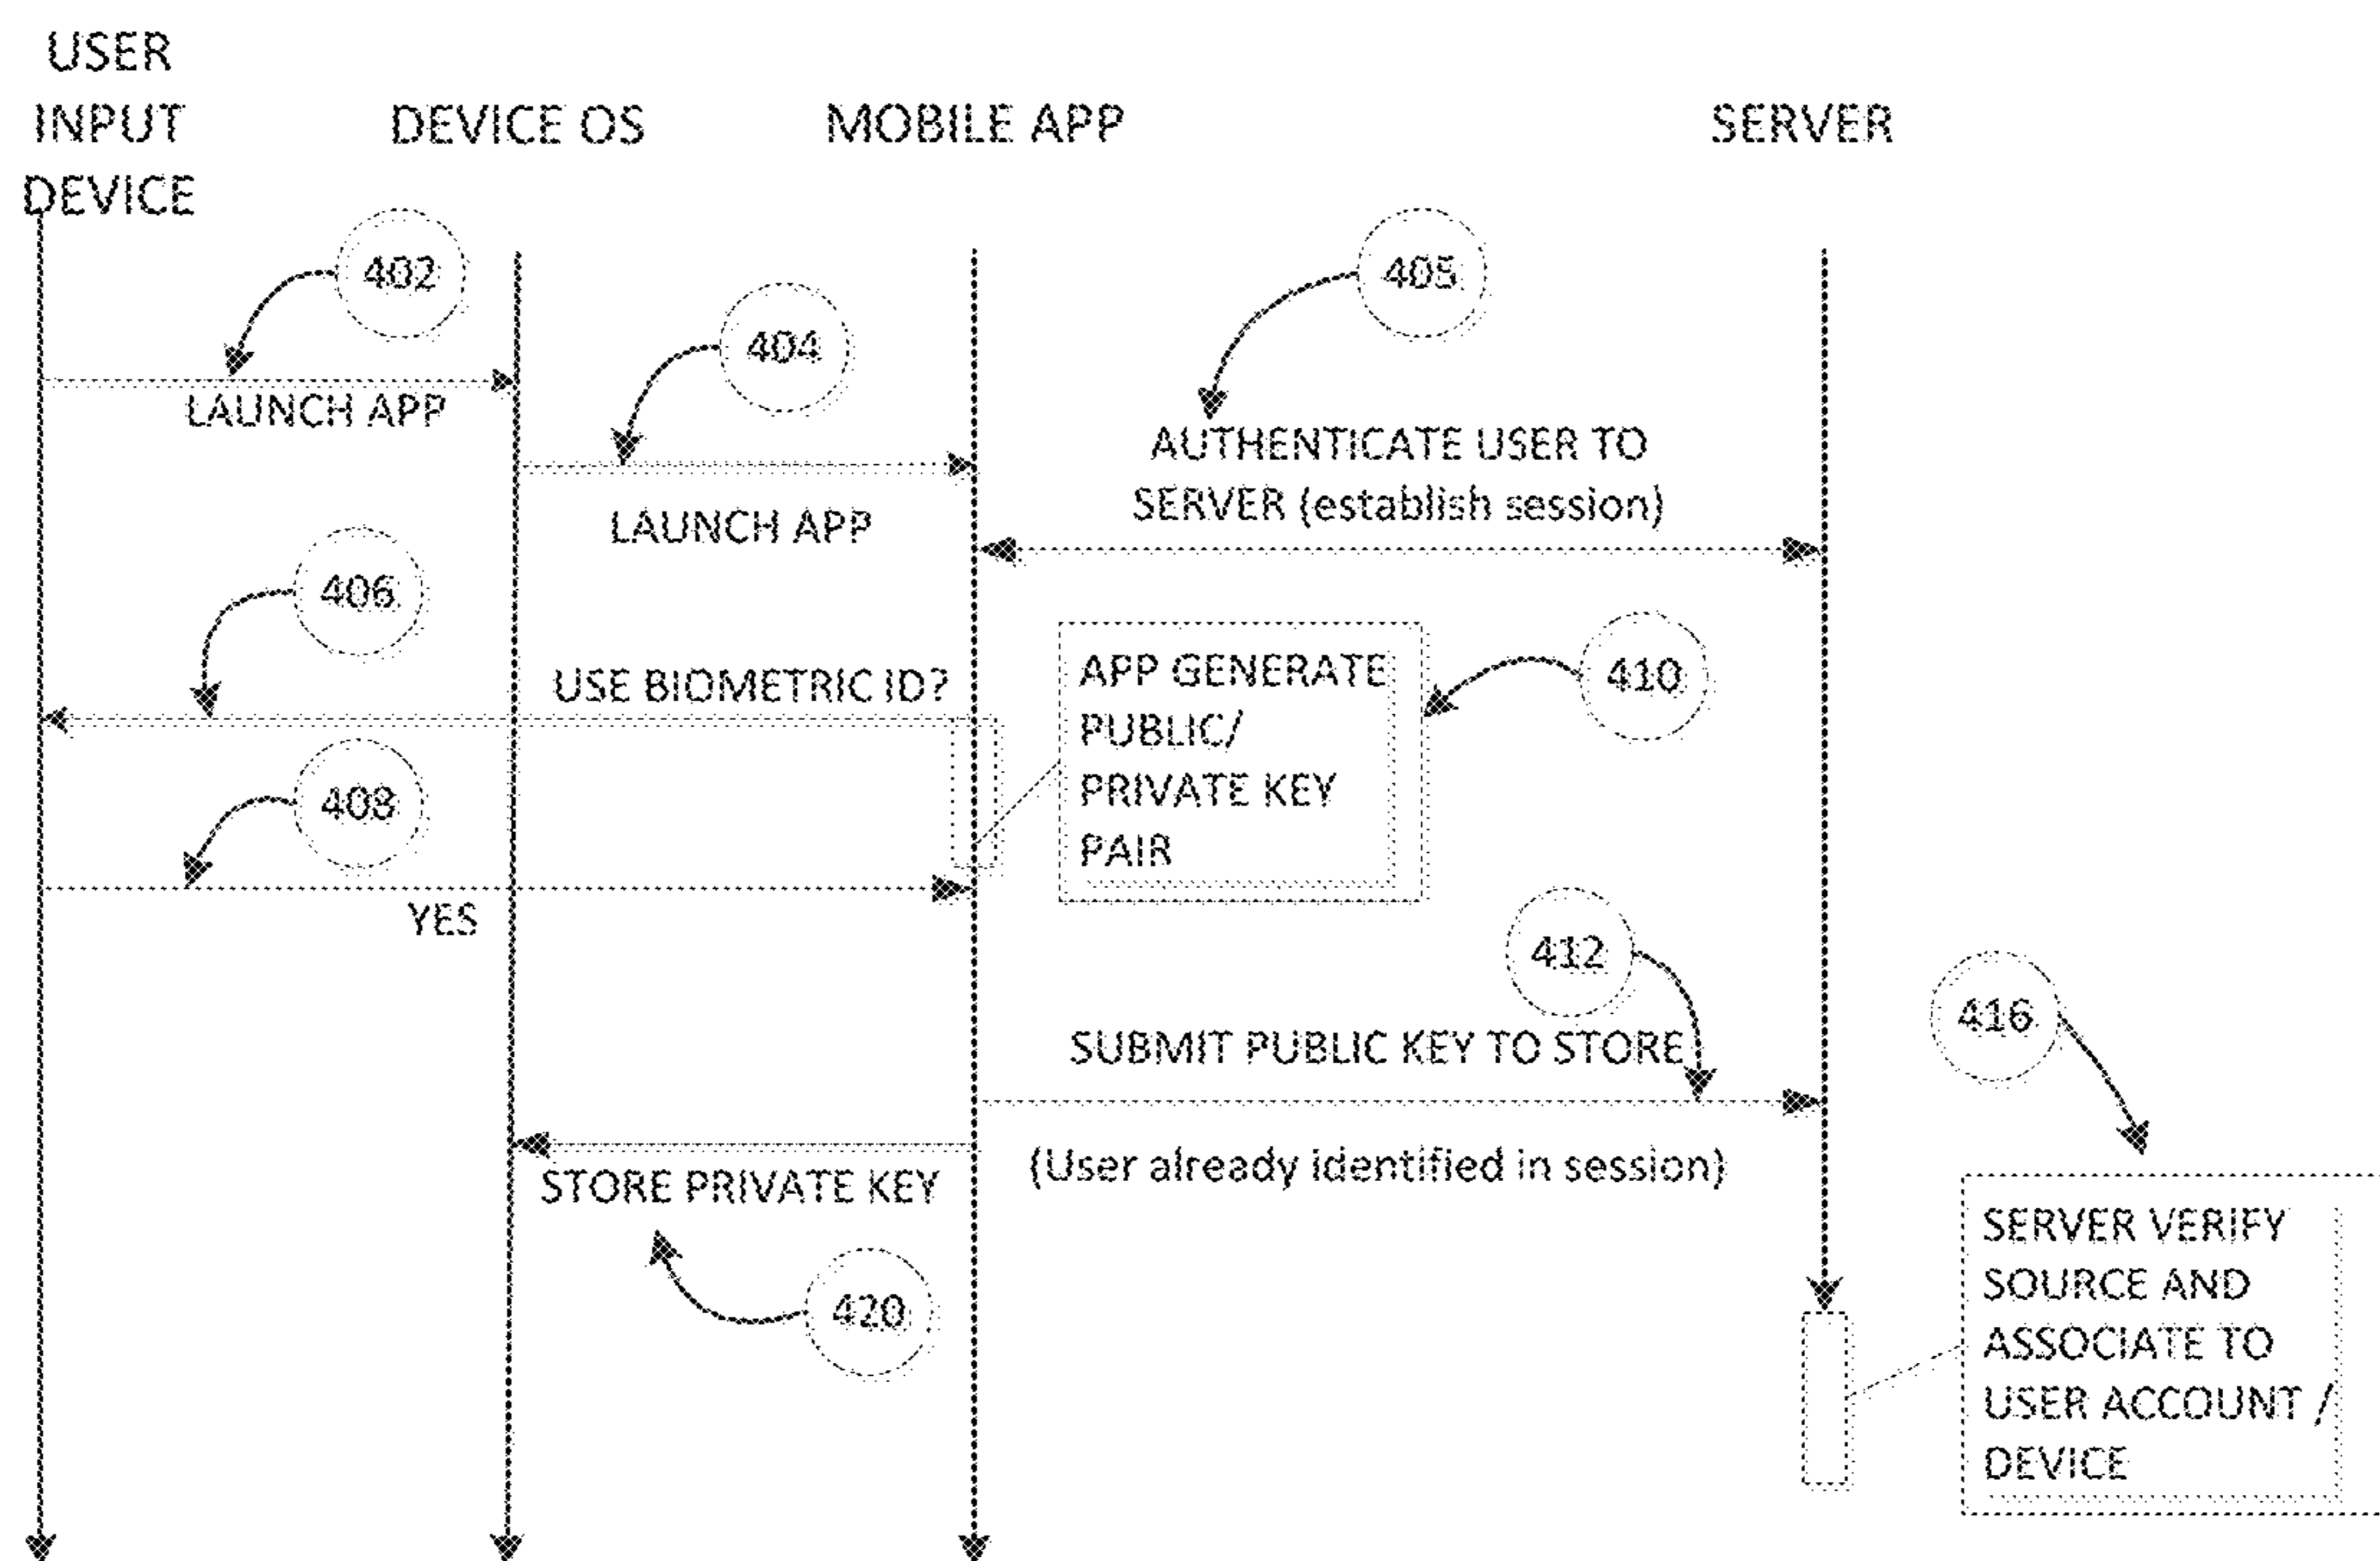 USER
INPUT
DEVICE
DEVICE OS
MOBILE APP
SERVER
402
404
405
LAUNCH APP
LAUNCH APP
AUTHENTICATE USER TO
SERVER (establish session)
406
USE BIOMETRIC ID?
APP GENERATE
PUBLIC/
PRIVATE KEY
PAIR
410
408
YES
412
416
SUBMIT PUBLIC KEY TO STORE
(User already identified in session)
STORE PRIVATE KEY
420
SERVER VERIFY
SOURCE AND
ASSOCIATE TO
USER ACCOUNT /
DEVICE